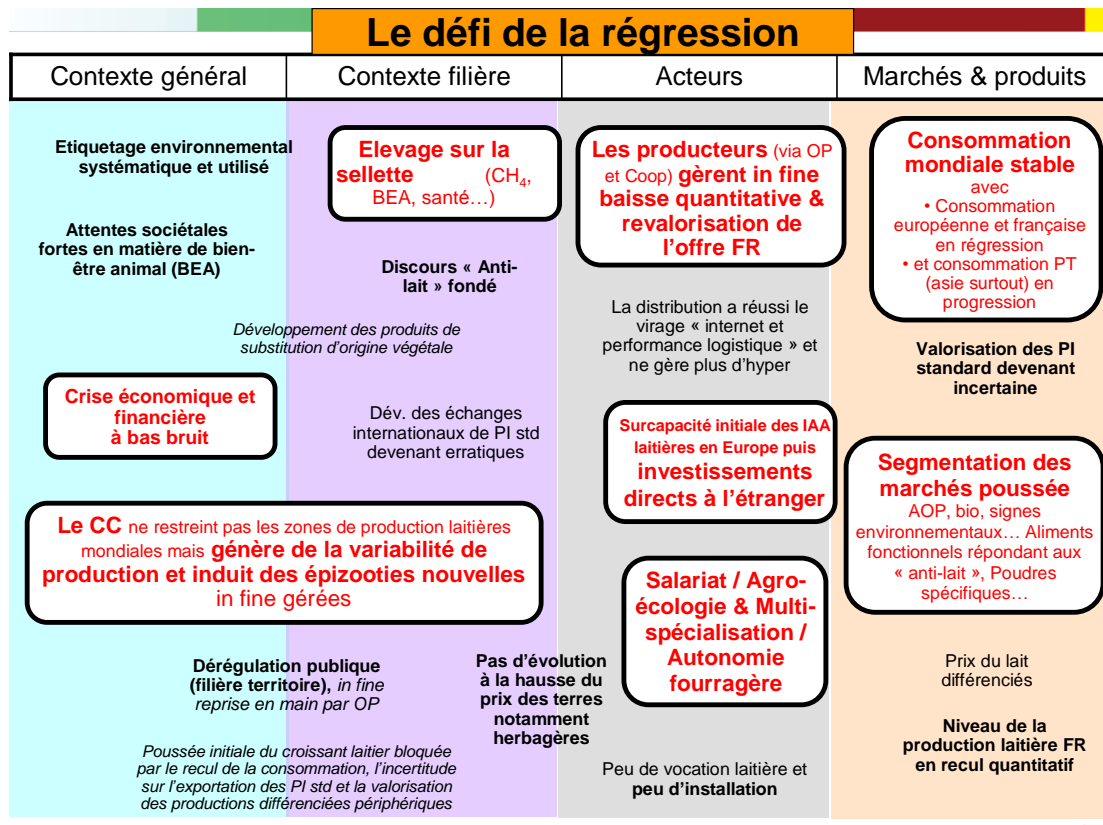 Le défi de la régression
Contexte général
Contexte filière
Acteurs
Marchés & produits
Etiquetage environnemental
systématique et utilisé
Attentes sociétales
fortes en matière de bien-
être animal (BEA)
Elevage sur la
sellette (CH4,
BEA, santé…)
Discours « Anti-
lait » fondé
Développement des produits de
substitution d'origine végétale
Crise économique et
financière
à bas bruit
Dév. des échanges
internationaux de PI std
devenant erratiques
Le CC ne restreint pas les zones de production laitières
mondiales mais génère de la variabilité de
production et induit des épizooties nouvelles
in fine gérées
Dérégulation publique
(filière territoire), in fine
reprise en main par OP
Pas d'évolution
à la hausse du
prix des terres
notamment
herbagères
Poussée initiale du croissant laitier bloquée
par le recul de la consommation, l'incertitude
sur l'exportation des PI std et la valorisation
des productions différenciées périphériques
Les producteurs (via OP
et Coop) gèrent in fine
baisse quantitative &
revalorisation de
l'offre FR
La distribution a réussi le
virage « internet et
performance logistique » et
ne gère plus d'hyper
Surcapacité initiale des IAA
laitières en Europe puis
investissements
directs à l'étranger
Salariat / Agro-
écologie & Multi-
spécialisation /
Autonomie
fourragère
Peu de vocation laitière et
peu d'installation
Consommation
mondiale stable
avec
• Consommation
européenne et française
en régression
• et consommation PT
(asie surtout) en
progression
Valorisation des PI
standard devenant
incertaine
Segmentation des
marchés poussée
AOP, bio, signes
environnementaux… Aliments
fonctionnels répondant aux
« anti-lait », Poudres
spécifiques…
Prix du lait
différenciés
Niveau de la
production laitière FR
en recul quantitatif